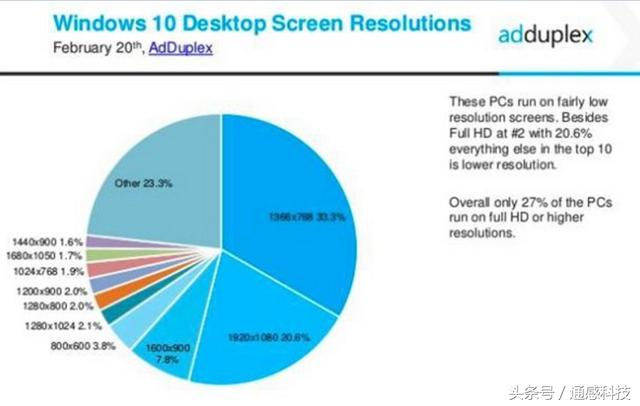 Windows 10 Desktop Screen Resolutions
February 20th, AdDuplex
adduplex
These PCs run on fairly low
resolution screens. Besides
Full HD at #2 with 20.6%
everything else in the top 10
is lower resolution.
Overall only 27% of the PCs
run on full HD or higher
resolutions.
Other 23.3%
1366x768 33.3%
1440x900 1.6%
1680x1050 1.7%
1024x768 1.9%
1200x900 2.0%
1280x800 2.0%
1280x1024 2.1%
800x600 3.8%
1600x900
7.8%
1920x1080 20.6%
头条号／通感科技